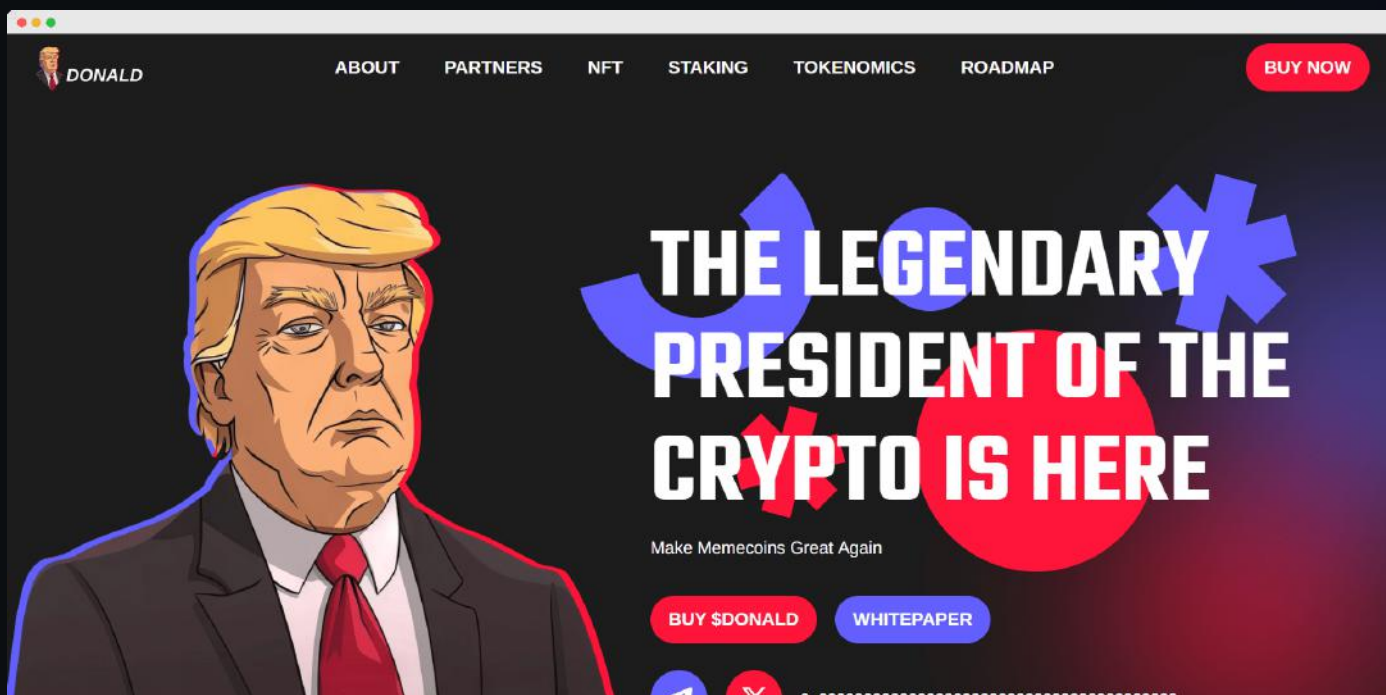 DONALD
ABOUT PARTNERS NFT STAKING TOKENOMICS ROADMAP
BUY NOW
THE LEGENDARY
PRESIDENT OF THE
CRYPTO IS HERE
Make Memecoins Great Again
BUY $DONALD WHITEPAPER